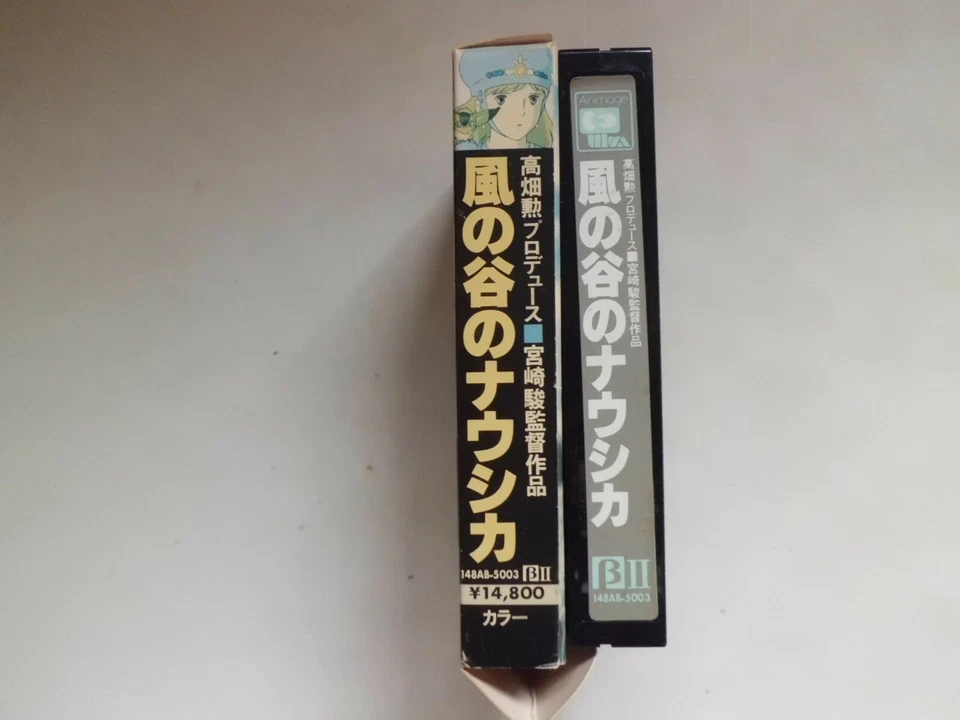 高畑勲プロデュース■宮崎駿監督作品
風の谷のナウシカ
148AB-5003 βII
¥14,800
カラー
Animage
高畑勲プロデュース■宮崎駿監督作品
風の谷のナウシカ
βII
148AB-5003